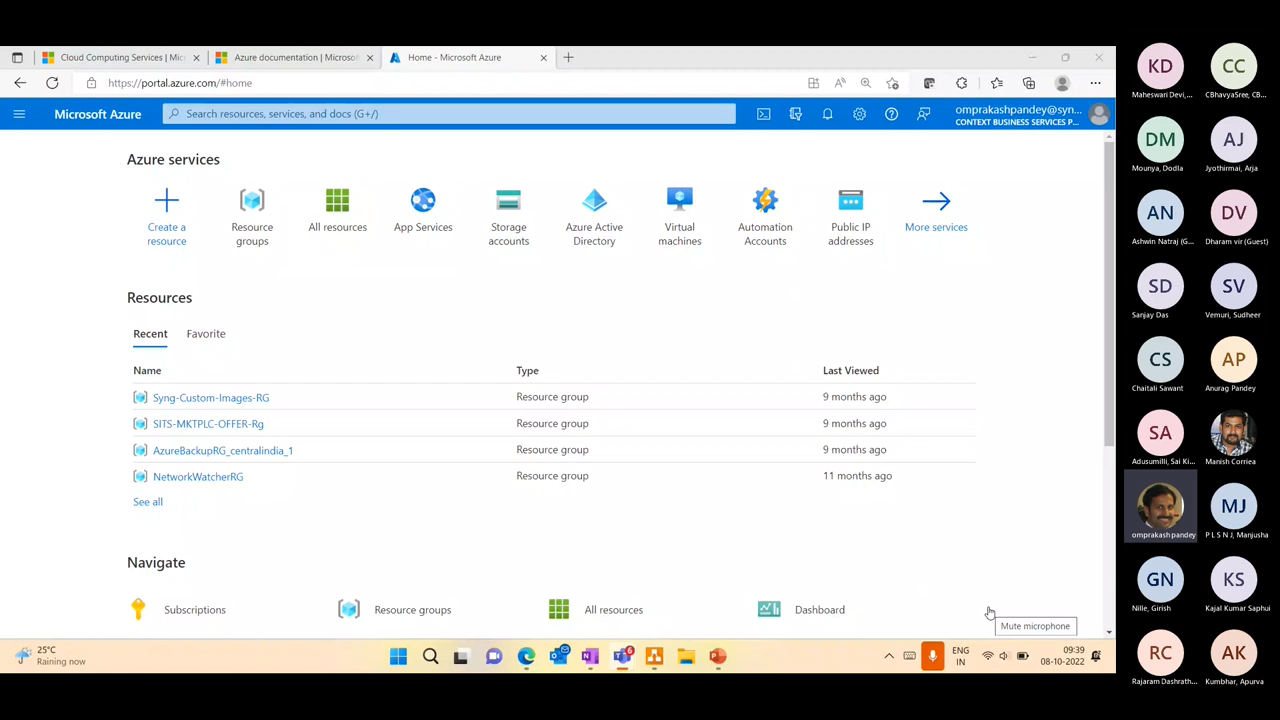 Cloud Computing Services | Mic
Azure documentation | Microsof
Home - Microsoft Azure
https://portal.azure.com/#home
Microsoft Azure
Search resources, services, and docs (G+/)
omprakashpandey@syn...
CONTEXT BUSINESS SERVICES P...
Azure services
Create a resource
Resource groups
All resources
App Services
Storage accounts
Azure Active Directory
Virtual machines
Automation Accounts
Public IP addresses
More services
Resources
Recent Favorite
Name Type Last Viewed
Syng-Custom-Images-RG Resource group 9 months ago
SITS-MKTPLC-OFFER-Rg Resource group 9 months ago
AzureBackupRG_centralindia_1 Resource group 9 months ago
NetworkWatcherRG Resource group 11 months ago
See all
Navigate
Subscriptions Resource groups All resources Dashboard
Mute microphone
25°C
Raining now
6
ENG
IN
09:39
08-10-2022
KD
Maheswari Devi,...
CC
CBhavyaSree, CB...
DM
Mounya, Dodla
AJ
Jyothirmai, Arja
AN
Ashwin Natraj (G...
DV
Dharam vir (Guest)
SD
Sanjay Das
SV
Vemuri, Sudheer
CS
Chaitali Sawant
AP
Anurag Pandey
SA
Adusumilli, Sai Ki...
Manish Corriea
omprakash pandey
MJ
P L S N J, Manjusha
GN
Nille, Girish
KS
Kajal Kumar Saphui
RC
Rajaram Dashrath...
AK
Kumbhar, Apurva